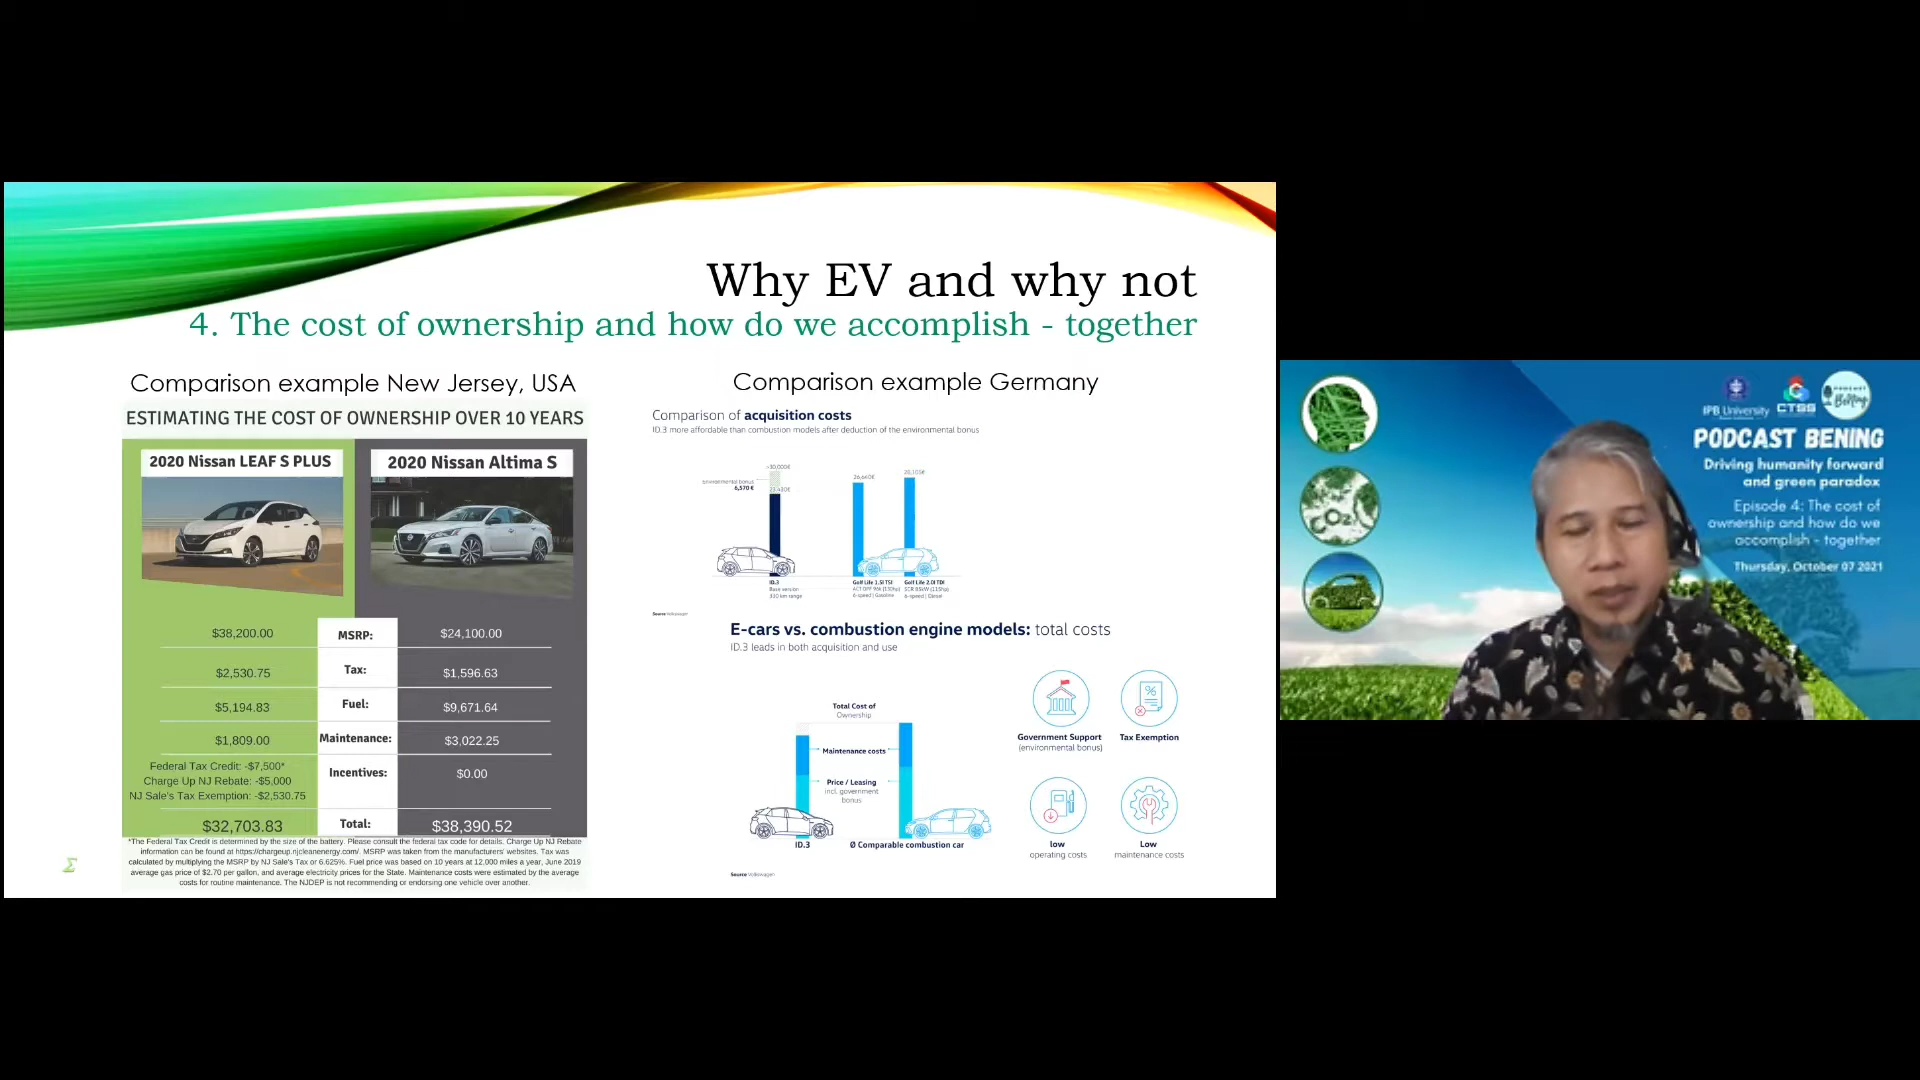 Why EV and why not
4. The cost of ownership and how do we accomplish - together
Comparison example New Jersey, USA
ESTIMATING THE COST OF OWNERSHIP OVER 10 YEARS
2020 Nissan LEAF S PLUS
2020 Nissan Altima S
$38,200.00 MSRP: $24,100.00
$2,530.75 Tax: $1,596.63
$5,194.83 Fuel: $9,671.64
$1,809.00 Maintenance: $3,022.25
Federal Tax Credit: -$7,500*
Charge Up NJ Rebate: -$5,000
NJ Sale's Tax Exemption: -$2,530.75
Incentives: $0.00
$32,703.83 Total: $38,390.52
*The Federal Tax Credit is determined by the size of the battery. Please consult the federal tax code for details. Charge Up NJ Rebate
information can be found at https://chargeup.njcleanenergy.com/. MSRP was taken from the manufacturers' websites. Tax was
calculated by multiplying the MSRP by NJ Sale's Tax of 6.625%. Fuel price was based on 10 years at 12,000 miles a year, June 2019
average gas price of $2.70 per gallon, and average electricity prices for the State. Maintenance costs were estimated by the average
costs for routine maintenance. The NJDEP is not recommending or endorsing one vehicle over another.
Comparison example Germany
Comparison of acquisition costs
ID.3 more affordable than combustion models after deduction of the environmental bonus
Environmental bonus
6,570 €
26,660€
ID.3
Base version
330 km range
Golf Life 1.5l TSI
6-speed | Gasoline
Golf Life 2.0l TDI
6-speed | Diesel
Source Volkswagen
E-cars vs. combustion engine models: total costs
ID.3 leads in both acquisition and use
Total Cost of
Ownership
Maintenance costs
Price / Leasing
incl. government
bonus
ID.3
Ø Comparable combustion car
Government Support
(environmental bonus)
Tax Exemption
low
operating costs
Low
maintenance costs
Source Volkswagen
Σ
IPB University
CTSS
PODCAST
BeNing
PODCAST BENING
Driving humanity forward
and green paradox
Episode 4: The cost of
ownership and how do we
accomplish - together
Thursday, October 07 2021
CO2